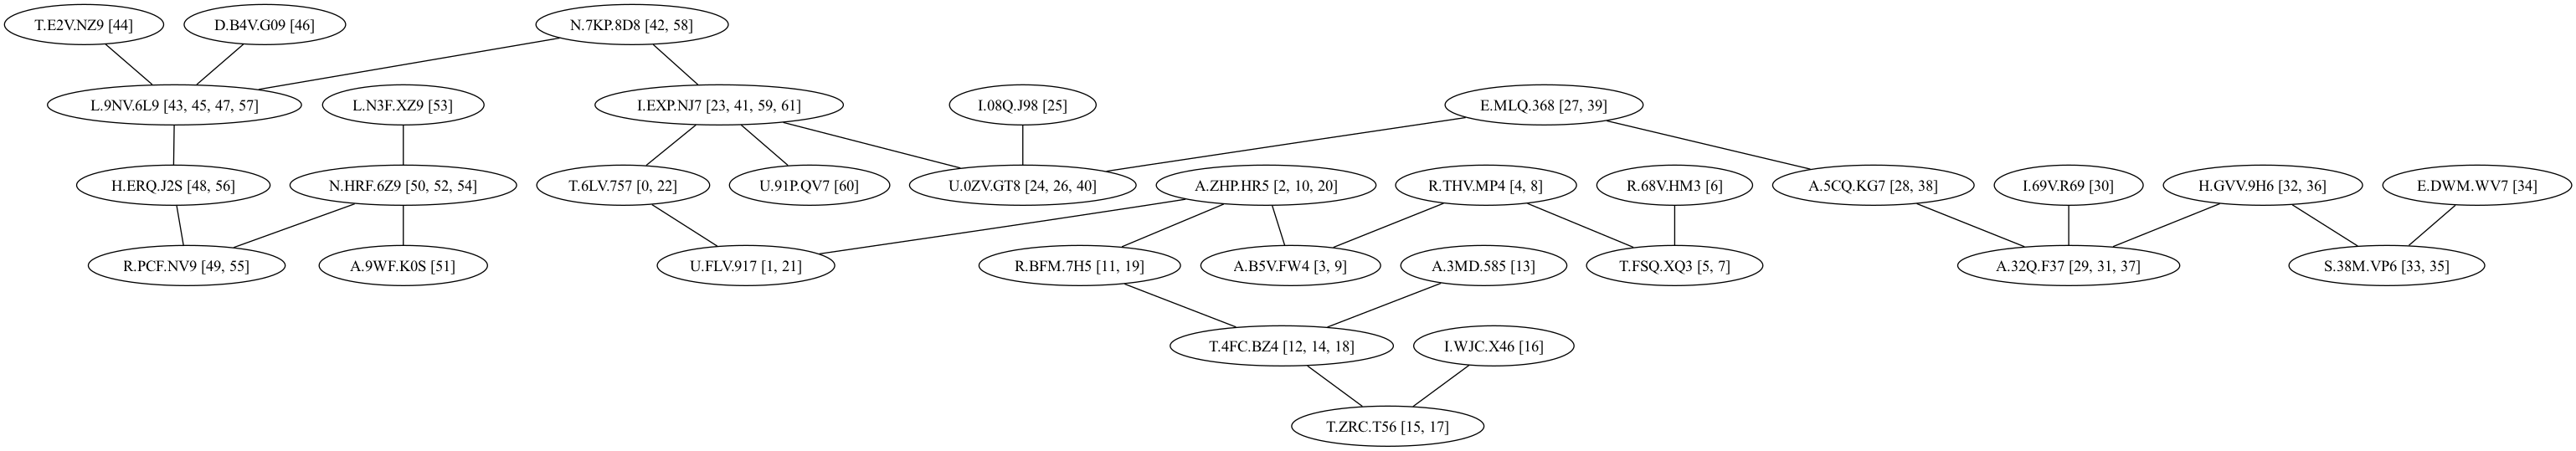 T.E2V.NZ9 [44]
D.B4V.G09 [46]
N.7KP.8D8 [42, 58]
L.9NV.6L9 [43, 45, 47, 57]
L.N3F.XZ9 [53]
I.EXP.NJ7 [23, 41, 59, 61]
I.08Q.J98 [25]
E.MLQ.368 [27, 39]
H.ERQ.J2S [48, 56]
N.HRF.6Z9 [50, 52, 54]
T.6LV.757 [0, 22]
U.91P.QV7 [60]
U.0ZV.GT8 [24, 26, 40]
A.ZHP.HR5 [2, 10, 20]
R.THV.MP4 [4, 8]
R.68V.HM3 [6]
A.5CQ.KG7 [28, 38]
I.69V.R69 [30]
H.GVV.9H6 [32, 36]
E.DWM.WV7 [34]
R.PCF.NV9 [49, 55]
A.9WF.K0S [51]
U.FLV.917 [1, 21]
R.BFM.7H5 [11, 19]
A.B5V.FW4 [3, 9]
A.3MD.585 [13]
T.FSQ.XQ3 [5, 7]
A.32Q.F37 [29, 31, 37]
S.38M.VP6 [33, 35]
T.4FC.BZ4 [12, 14, 18]
I.WJC.X46 [16]
T.ZRC.T56 [15, 17]